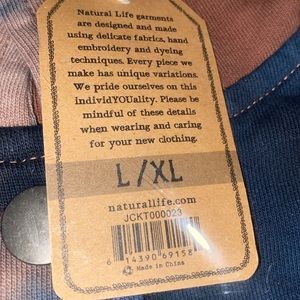 Natural Life garments
are designed and made
using delicate fabrics, hand
embroidery and dyeing
techniques. Every piece we
make has unique variations.
We pride ourselves on this
individYOUality. Please be
mindful of these details
when wearing and caring
for your new clothing.
L/XL
naturallife.com
JCKT000023
6 14390 69158
Made in China